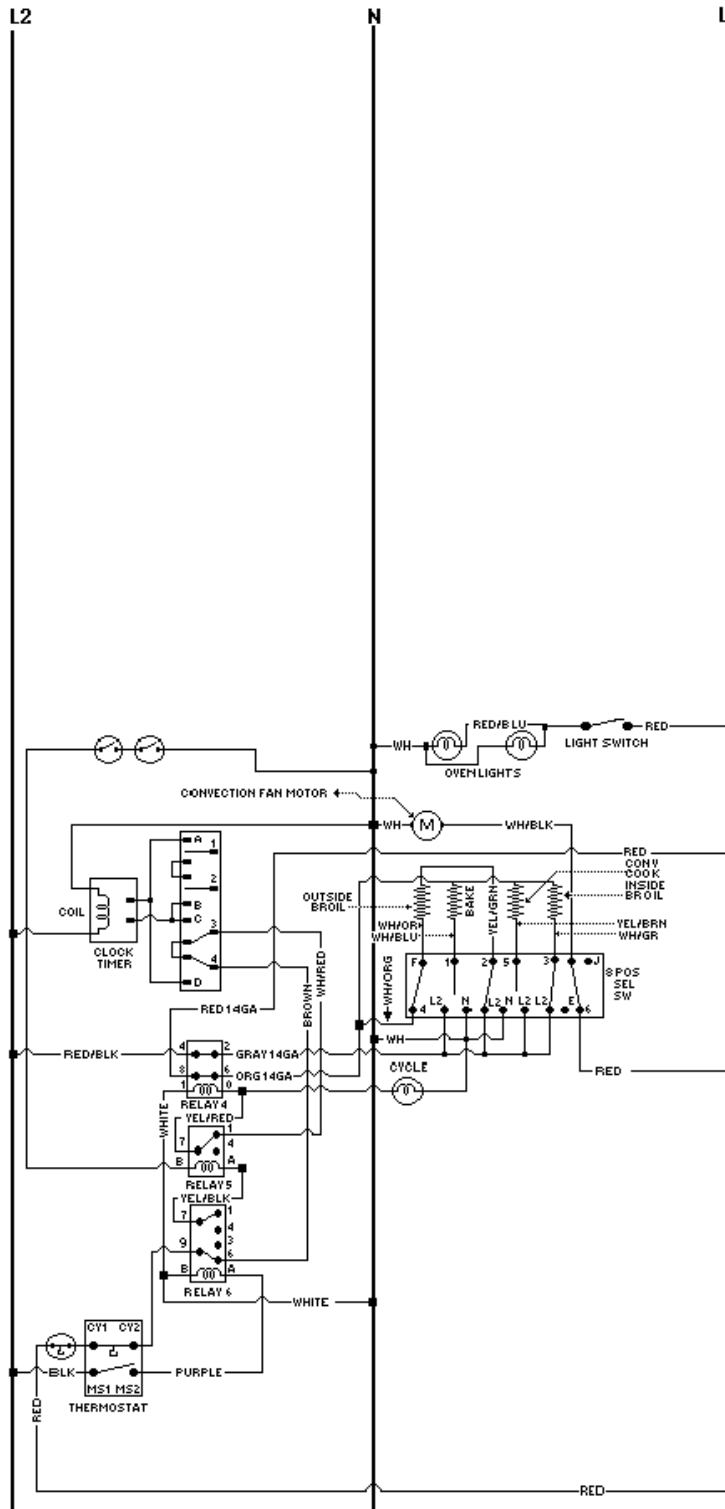 L2 N L
RED/BLU
WH RED
LIGHT SWITCH
OVEN LIGHTS
CONVECTION FAN MOTOR
WH M WH/BLK
A
1
2
B
C
3
4
D
COIL
CLOCK
TIMER
RED
CONV
COOK
INSIDE
BROIL
OUTSIDE
BROIL
BAKE
YEL/GRN
WH/OR
WH/BLU
YEL/BRN
WH/GR
F 1 2 5 3 J
8 POS
SEL
SW
4 L2 N L2 N L2 L2 E 6
WH/RED
BROWN
WH/ORG
RED 14GA
WH
RED/BLK 4 2 GRAY 14GA
8 6 ORG 14GA
1 0
RELAY 4
CYCLE
RED
WHITE
YEL/RED
1
7 4
B A
RELAY 5
YEL/BLK
1
7
4
3
9 6
B A
RELAY 6
WHITE
CY1 CY2
BLK PURPLE
MS1 MS2
THERMOSTAT
RED
RED